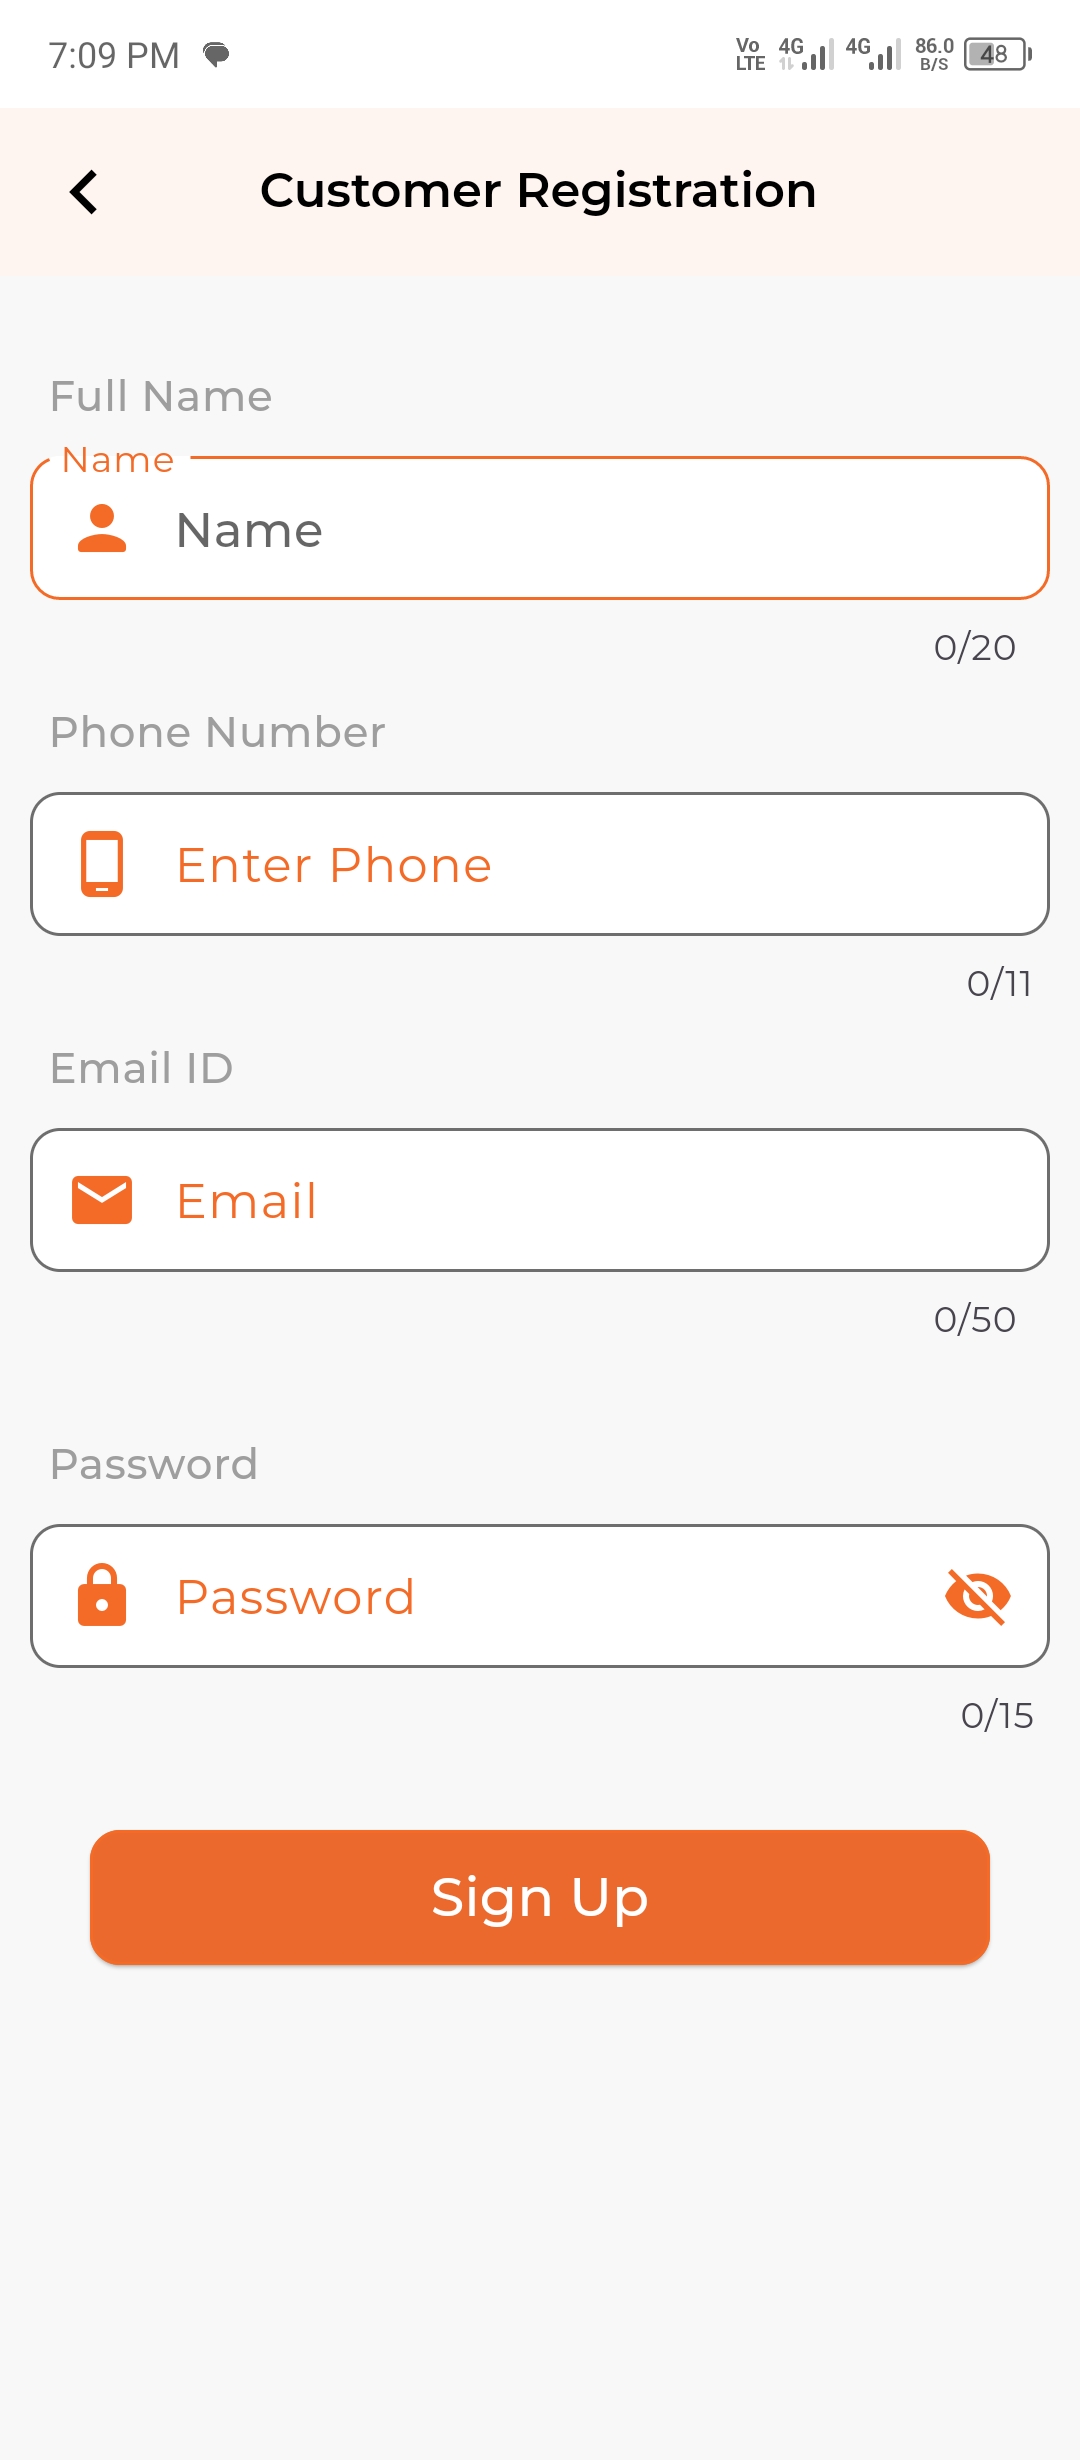 7:09 PM
Vo LTE 4G 4G 86.0 B/S 48
Customer Registration
Full Name
Name
Name
0/20
Phone Number
Enter Phone
0/11
Email ID
Email
0/50
Password
Password
0/15
Sign Up